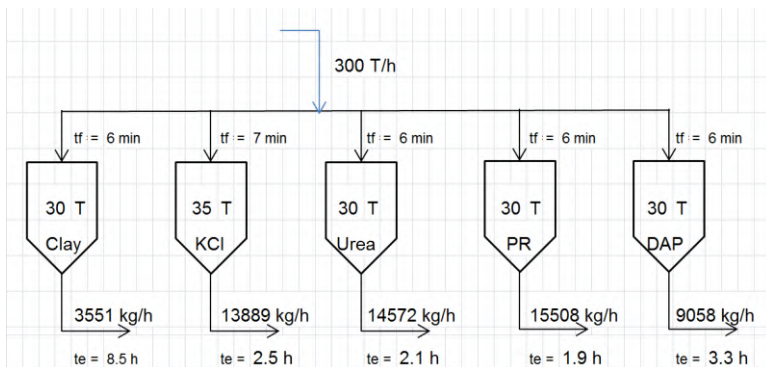 300 T/h
tf = 6 min tf = 7 min tf = 6 min tf = 6 min tf = 6 min
30 T 35 T 30 T 30 T 30 T
Clay KCl Urea PR DAP
3551 kg/h 13889 kg/h 14572 kg/h 15508 kg/h 9058 kg/h
te = 8.5 h te = 2.5 h te = 2.1 h te = 1.9 h te = 3.3 h